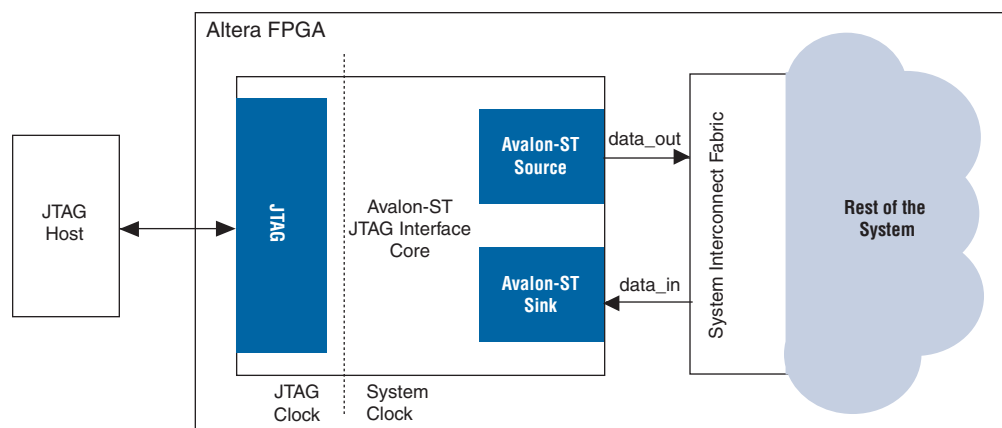 Altera FPGA
JTAG
Host
JTAG
Avalon-ST
JTAG Interface
Core
Avalon-ST
Source
Avalon-ST
Sink
data_out
data_in
System Interconnect Fabric
Rest of the
System
JTAG
Clock
System
Clock